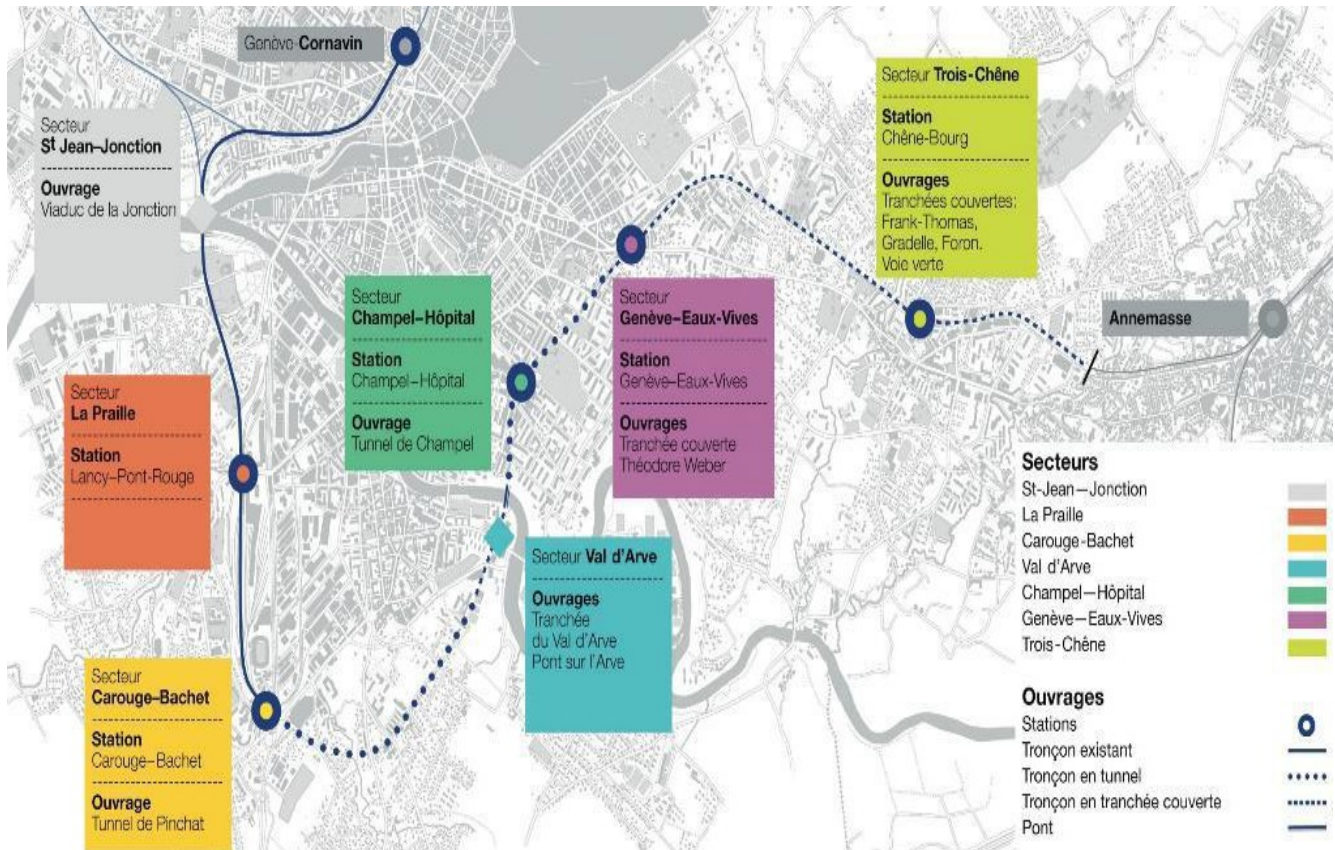 Genève-Cornavin
Secteur
St Jean–Jonction
Ouvrage
Viaduc de la Jonction
Secteur
La Praille
Station
Lancy–Pont-Rouge
Secteur
Carouge–Bachet
Station
Carouge–Bachet
Ouvrage
Tunnel de Pinchat
Secteur
Champel–Hôpital
Station
Champel–Hôpital
Ouvrage
Tunnel de Champel
Secteur Val d'Arve
Ouvrages
Tranchée
du Val d'Arve
Pont sur l'Arve
Secteur
Genève–Eaux-Vives
Station
Genève–Eaux-Vives
Ouvrages
Tranchée couverte
Théodore Weber
Secteur Trois-Chêne
Station
Chêne-Bourg
Ouvrages
Tranchées couvertes:
Frank-Thomas,
Gradelle, Foron.
Voie verte
Annemasse
Secteurs
St-Jean—Jonction
La Praille
Carouge-Bachet
Val d'Arve
Champel—Hôpital
Genève—Eaux-Vives
Trois-Chêne
Ouvrages
Stations
Tronçon existant
Tronçon en tunnel
Tronçon en tranchée couverte
Pont